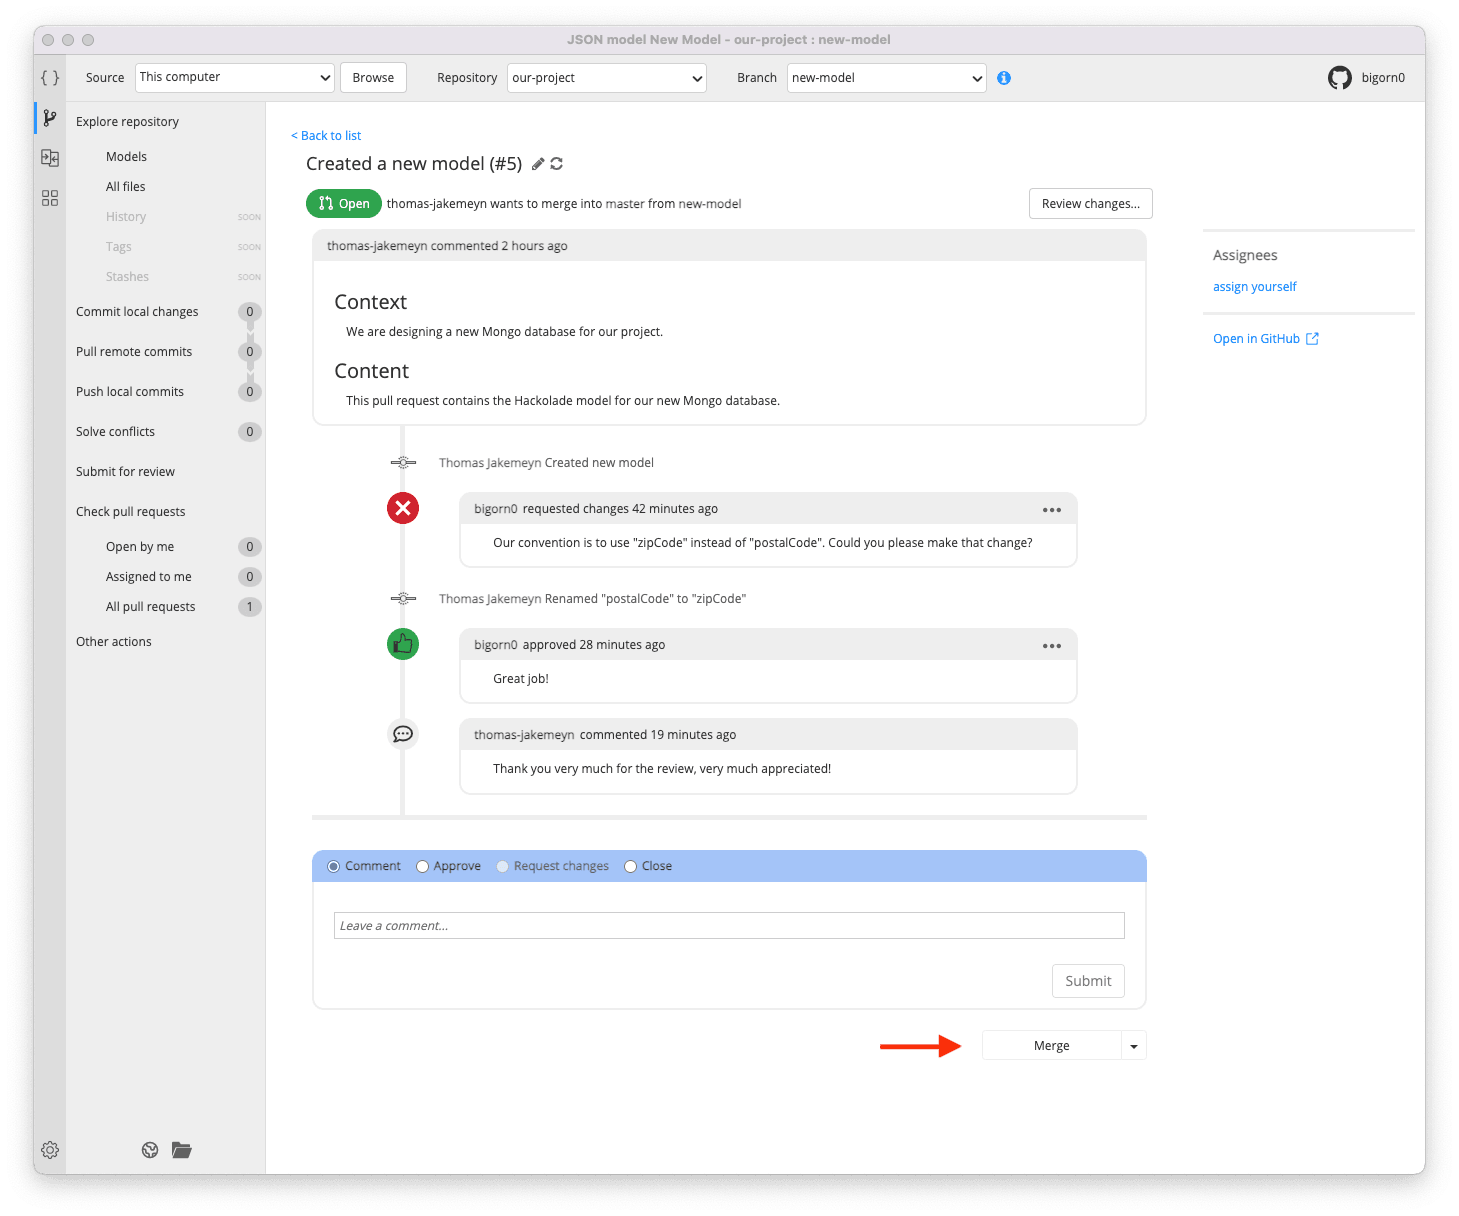 JSON model New Model - our-project : new-model
Source This computer Browse Repository our-project Branch new-model bigorn0
Explore repository
Models
All files
History SOON
Tags SOON
Stashes SOON
Commit local changes 0
Pull remote commits 0
Push local commits 0
Solve conflicts 0
Submit for review
Check pull requests
Open by me 0
Assigned to me 0
All pull requests 1
Other actions
< Back to list
Created a new model (#5)
Open thomas-jakemeyn wants to merge into master from new-model Review changes...
thomas-jakemeyn commented 2 hours ago
Context
We are designing a new Mongo database for our project.
Content
This pull request contains the Hackolade model for our new Mongo database.
Thomas Jakemeyn Created new model
bigorn0 requested changes 42 minutes ago
Our convention is to use "zipCode" instead of "postalCode". Could you please make that change?
Thomas Jakemeyn Renamed "postalCode" to "zipCode"
bigorn0 approved 28 minutes ago
Great job!
thomas-jakemeyn commented 19 minutes ago
Thank you very much for the review, very much appreciated!
Comment Approve Request changes Close
Leave a comment...
Submit
Merge
Assignees
assign yourself
Open in GitHub